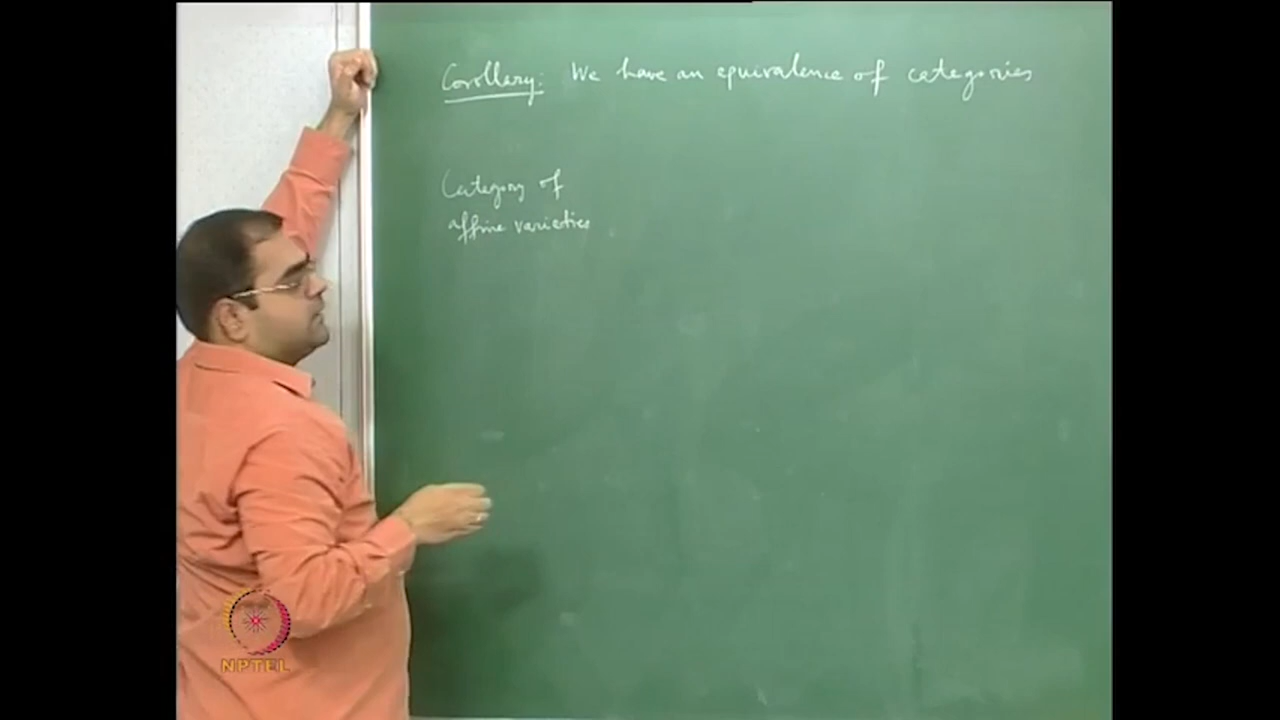 Corollary: We have an equivalence of categories
Category of
affine varieties
NPTEL